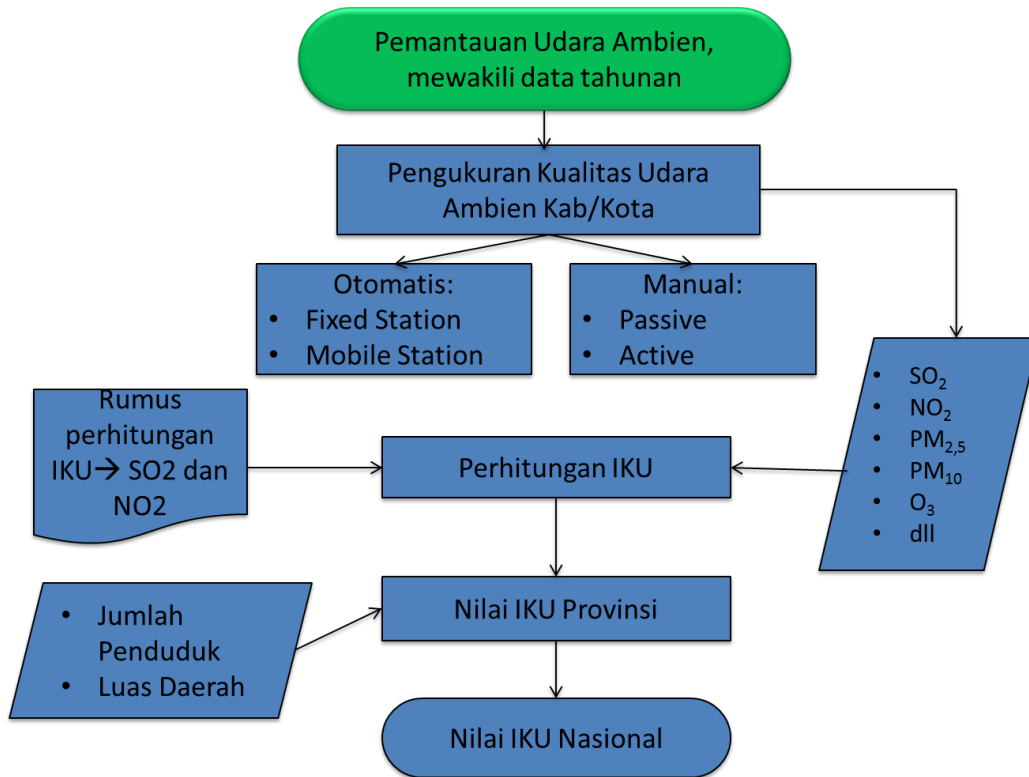 Pemantauan Udara Ambien,
mewakili data tahunan
Pengukuran Kualitas Udara
Ambien Kab/Kota
Otomatis:
• Fixed Station
• Mobile Station
Manual:
• Passive
• Active
• SO₂
• NO₂
• PM₂,₅
• PM₁₀
• O₃
• dll
Rumus
perhitungan
IKU→ SO2 dan
NO2
Perhitungan IKU
• Jumlah
Penduduk
• Luas Daerah
Nilai IKU Provinsi
Nilai IKU Nasional